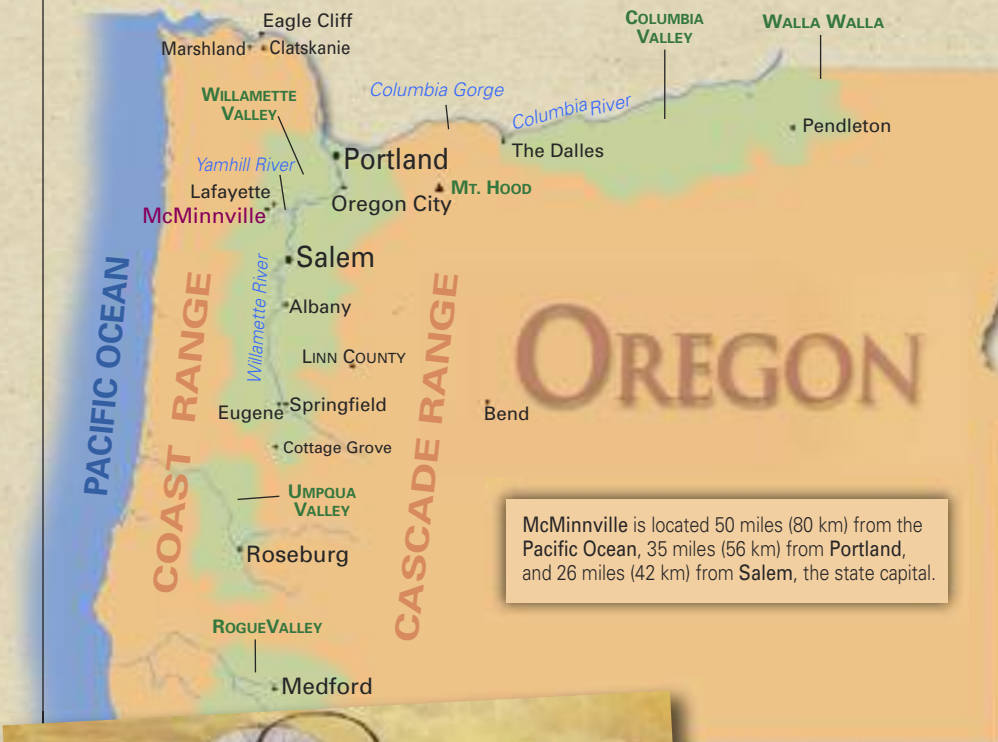 Eagle Cliff
Marshland
Clatskanie
COLUMBIA
VALLEY
WALLA WALLA
WILLAMETTE
VALLEY
Columbia Gorge
Columbia River
Pendleton
The Dalles
Portland
Yamhill River
Lafayette
McMinnville
Oregon City
MT. HOOD
Salem
Willamette River
Albany
LINN COUNTY
Eugene
Springfield
Cottage Grove
Bend
OREGON
PACIFIC OCEAN
COAST RANGE
CASCADE RANGE
UMPQUA
VALLEY
Roseburg
McMinnville is located 50 miles (80 km) from the
Pacific Ocean, 35 miles (56 km) from Portland,
and 26 miles (42 km) from Salem, the state capital.
ROGUEVALLEY
Medford